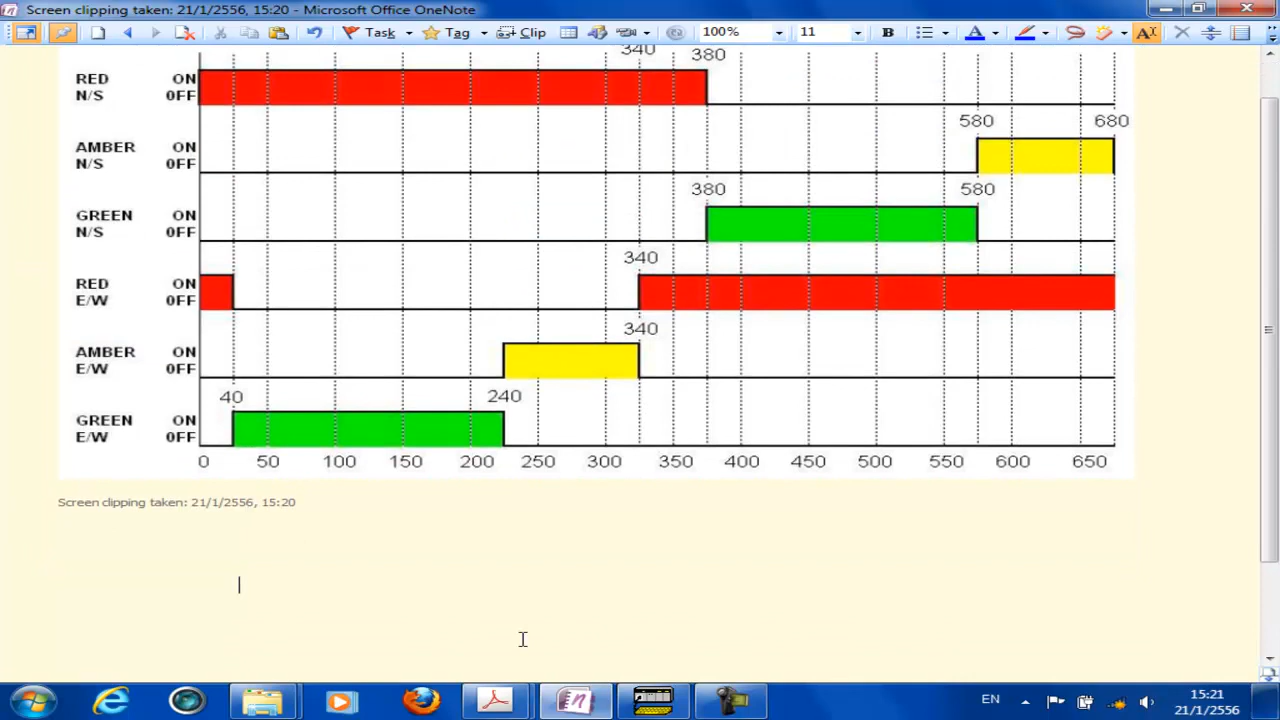 Screen clipping taken: 21/1/2556, 15:20 - Microsoft Office OneNote
Task Tag Clip 100% 11 B A A
340 380
RED ON
N/S 0FF
580 680
AMBER ON
N/S 0FF
380 580
GREEN ON
N/S 0FF
340
RED ON
E/W 0FF
340
AMBER ON
E/W 0FF
40 240
GREEN ON
E/W 0FF
0 50 100 150 200 250 300 350 400 450 500 550 600 650
Screen clipping taken: 21/1/2556, 15:20
EN 15:21
21/1/2556